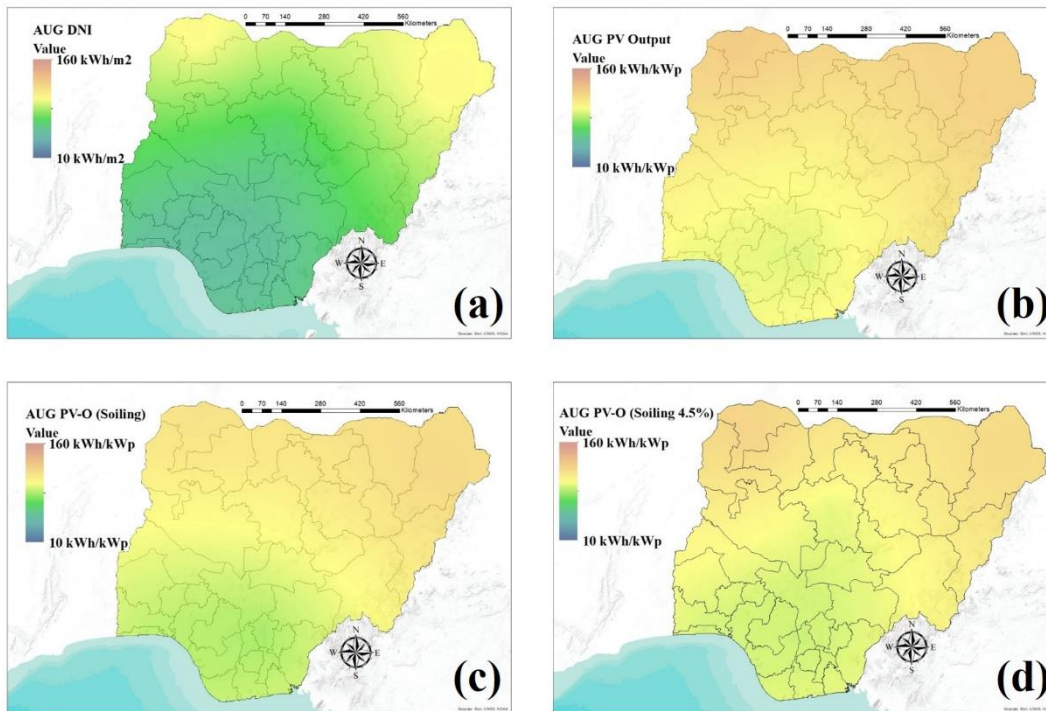 AUG DNI
Value
160 kWh/m2
10 kWh/m2
0 70 140 280 420 560
Kilometers
N
W E
S
(a)
AUG PV Output
Value
160 kWh/kWp
10 kWh/kWp
0 70 140 280 420 560
Kilometers
N
W E
S
(b)
AUG PV-O (Soiling)
Value
160 kWh/kWp
10 kWh/kWp
0 70 140 280 420 560
Kilometers
N
W E
S
(c)
AUG PV-O (Soiling 4.5%)
Value
160 kWh/kWp
10 kWh/kWp
0 70 140 280 420 560
Kilometers
N
W E
S
(d)